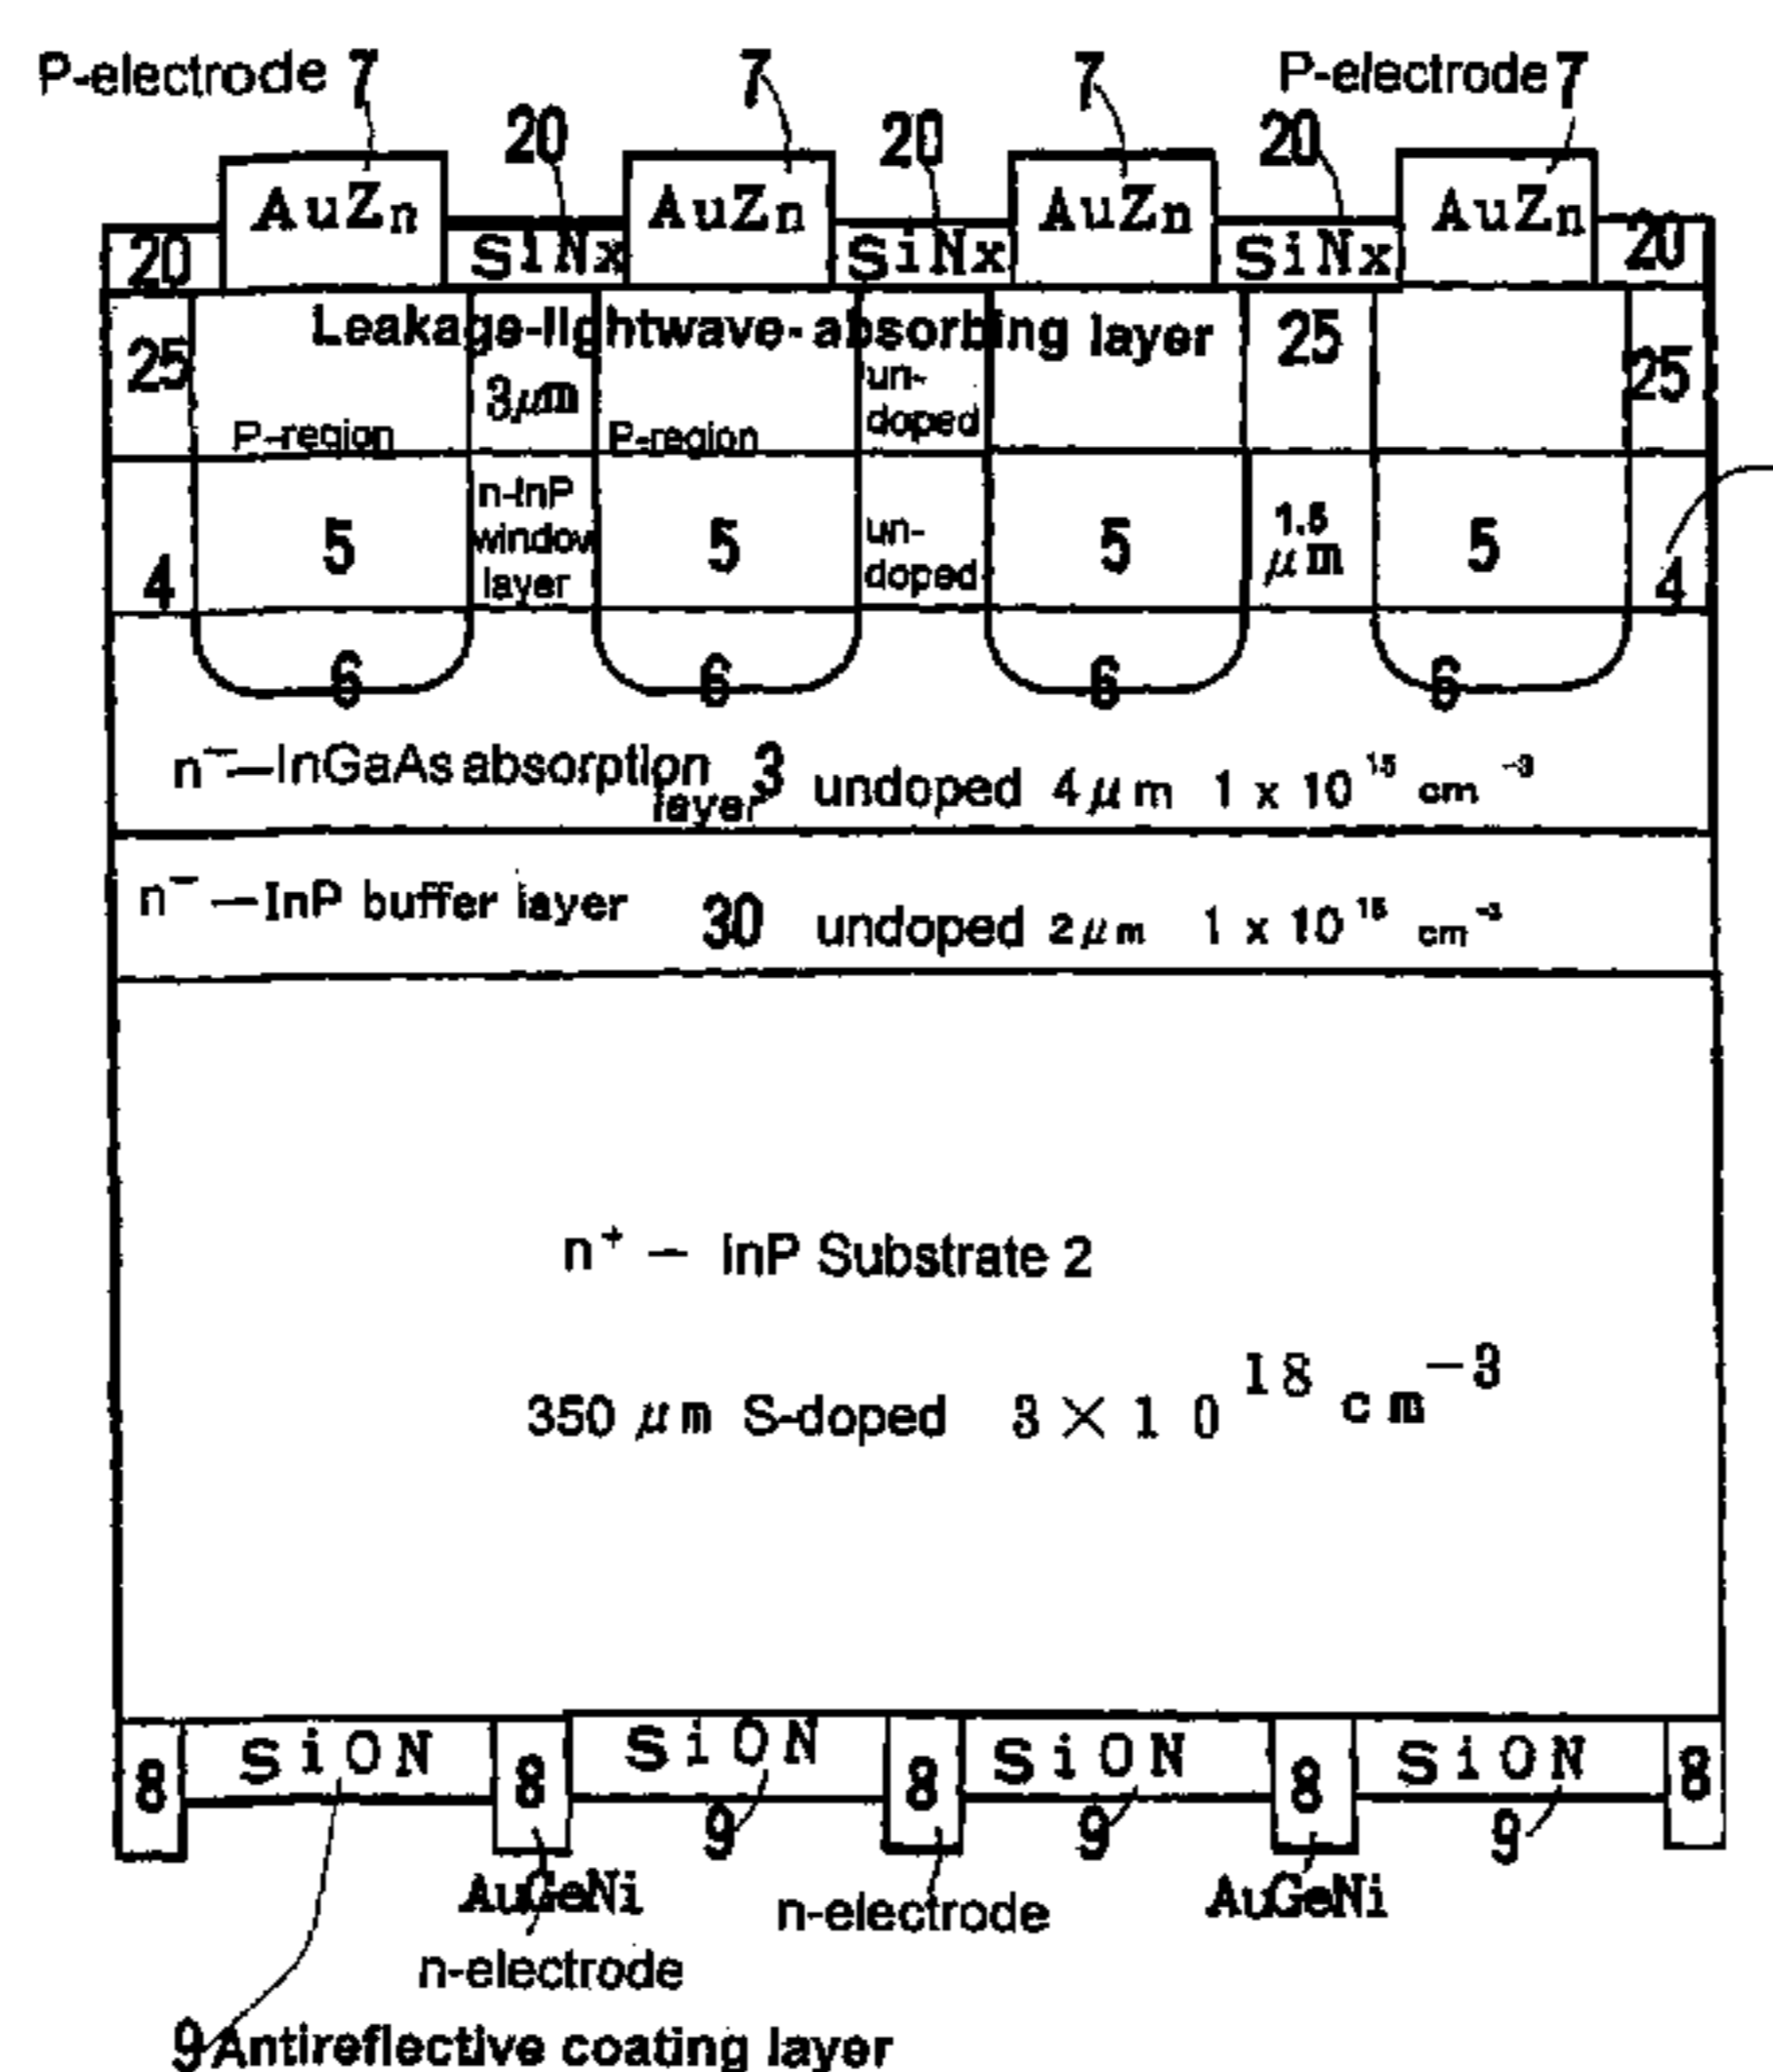 P-electrode 7 7 7 P-electrode 7
20 20 20
AuZn AuZn AuZn AuZn
20 SiNx SiNx SiNx 20
Leakage-lightwave-absorbing layer
25 3μm un-doped 25 25
P-region P-region
4 5 n-InP window layer 5 un-doped 5 1.5 μm 5 4
6 6 6 6
n⁻—InGaAs absorption layer 3 undoped 4μm 1 x 10¹⁵ cm⁻³
n⁻—InP buffer layer 30 undoped 2μm 1 x 10¹⁵ cm⁻³
n⁺— InP Substrate 2
350 μm S-doped 3×10¹⁸ cm⁻³
8 SiON 8 SiON 8 SiON 8 SiON 8
9 9 9
AuGeNi n-electrode AuGeNi
n-electrode
9 Antireflective coating layer